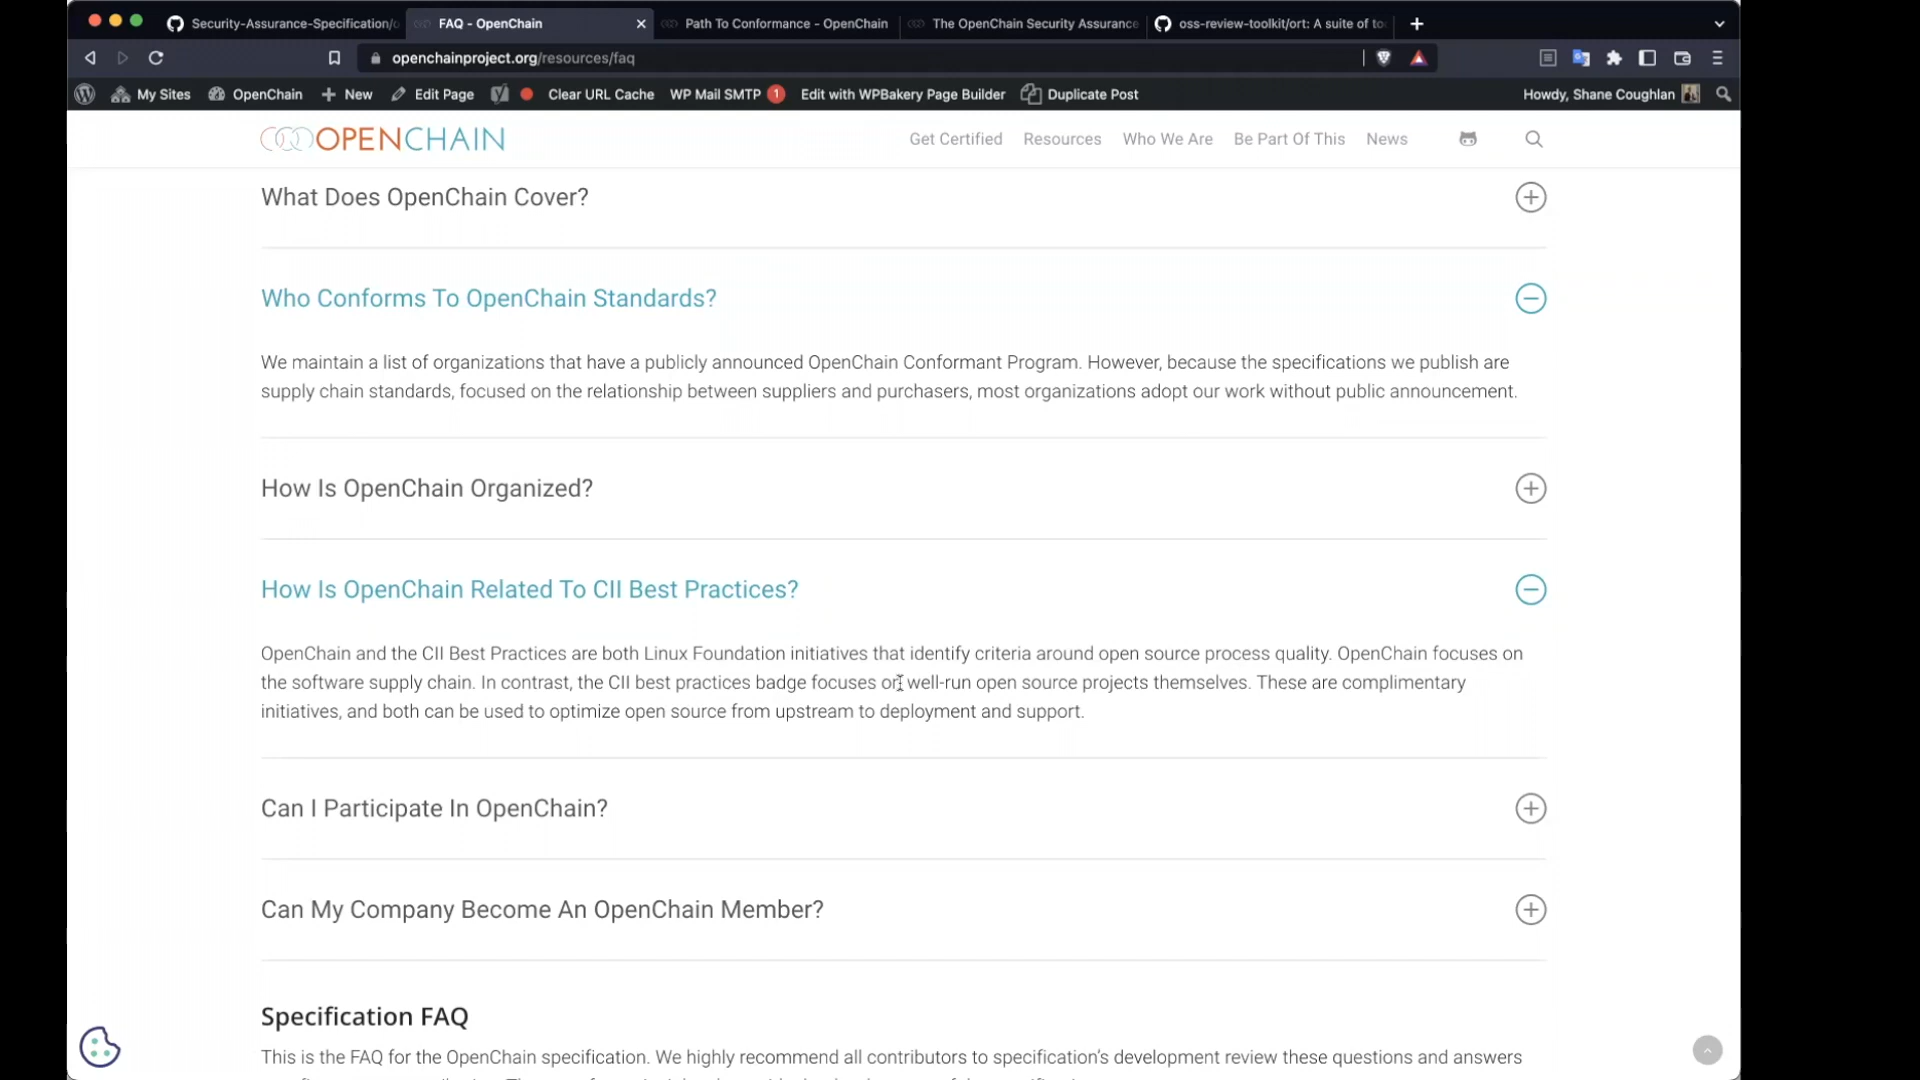 Security-Assurance-Specification/o
FAQ - OpenChain
Path To Conformance - OpenChain
The OpenChain Security Assurance
oss-review-toolkit/ort: A suite of to
openchainproject.org/resources/faq
My Sites
OpenChain
New
Edit Page
Clear URL Cache
WP Mail SMTP 1
Edit with WPBakery Page Builder
Duplicate Post
Howdy, Shane Coughlan
OPENCHAIN
Get Certified
Resources
Who We Are
Be Part Of This
News
What Does OpenChain Cover?
Who Conforms To OpenChain Standards?
We maintain a list of organizations that have a publicly announced OpenChain Conformant Program. However, because the specifications we publish are
supply chain standards, focused on the relationship between suppliers and purchasers, most organizations adopt our work without public announcement.
How Is OpenChain Organized?
How Is OpenChain Related To CII Best Practices?
OpenChain and the CII Best Practices are both Linux Foundation initiatives that identify criteria around open source process quality. OpenChain focuses on
the software supply chain. In contrast, the CII best practices badge focuses on well-run open source projects themselves. These are complimentary
initiatives, and both can be used to optimize open source from upstream to deployment and support.
Can I Participate In OpenChain?
Can My Company Become An OpenChain Member?
Specification FAQ
This is the FAQ for the OpenChain specification. We highly recommend all contributors to specification's development review these questions and answers